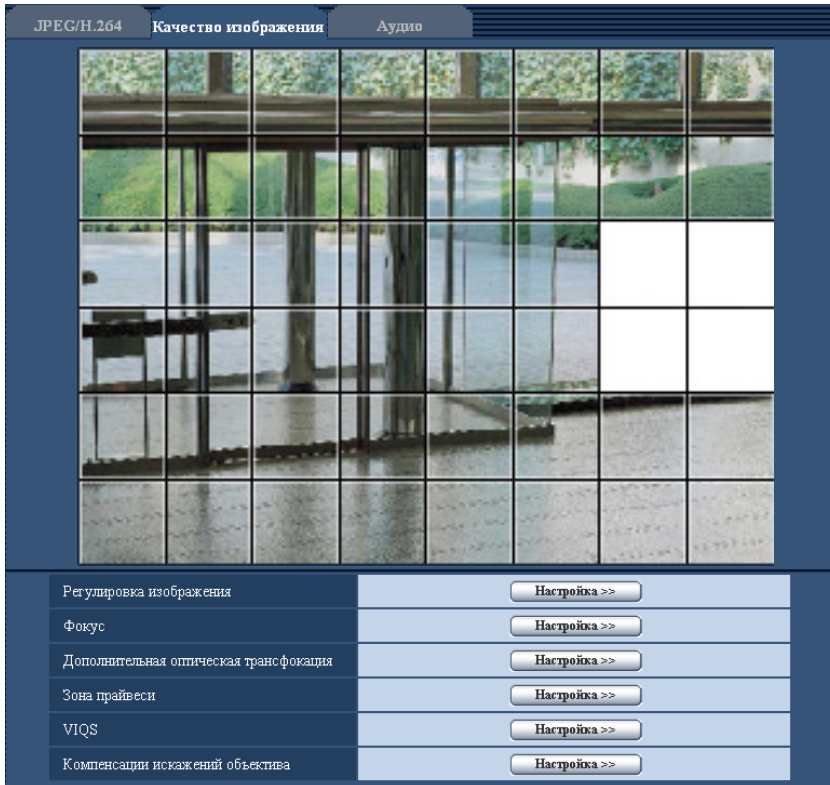 JPEG/H.264 Качество изображения Аудио
Регулировка изображения Настройка >>
Фокус Настройка >>
Дополнительная оптическая трансфокация Настройка >>
Зона прайвеси Настройка >>
VIQS Настройка >>
Компенсации искажений объектива Настройка >>